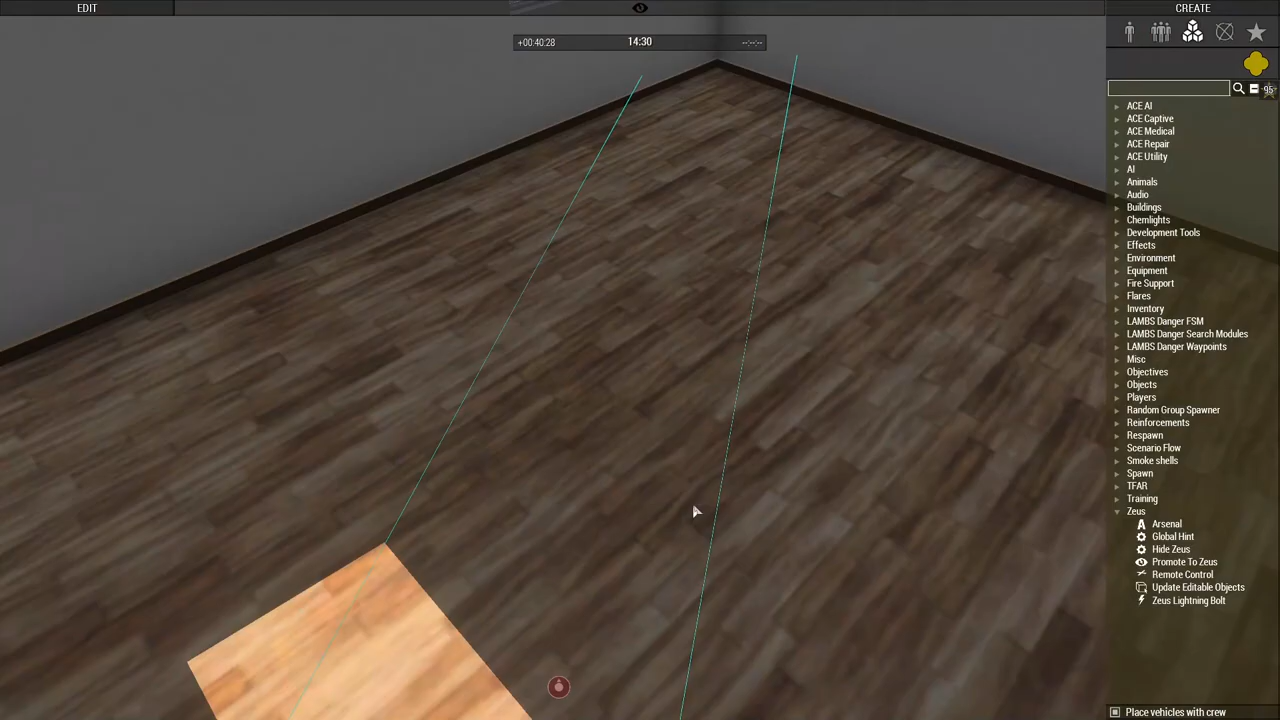 EDIT
CREATE
+00:40:28
14:30
--:--:--
95
ACE AI
ACE Captive
ACE Medical
ACE Repair
ACE Utility
AI
Animals
Audio
Buildings
Chemlights
Development Tools
Effects
Environment
Equipment
Fire Support
Flares
Inventory
LAMBS Danger FSM
LAMBS Danger Search Modules
LAMBS Danger Waypoints
Misc
Objectives
Objects
Players
Random Group Spawner
Reinforcements
Respawn
Scenario Flow
Smoke shells
Spawn
TFAR
Training
Zeus
Arsenal
Global Hint
Hide Zeus
Promote To Zeus
Remote Control
Update Editable Objects
Zeus Lightning Bolt
Place vehicles with crew